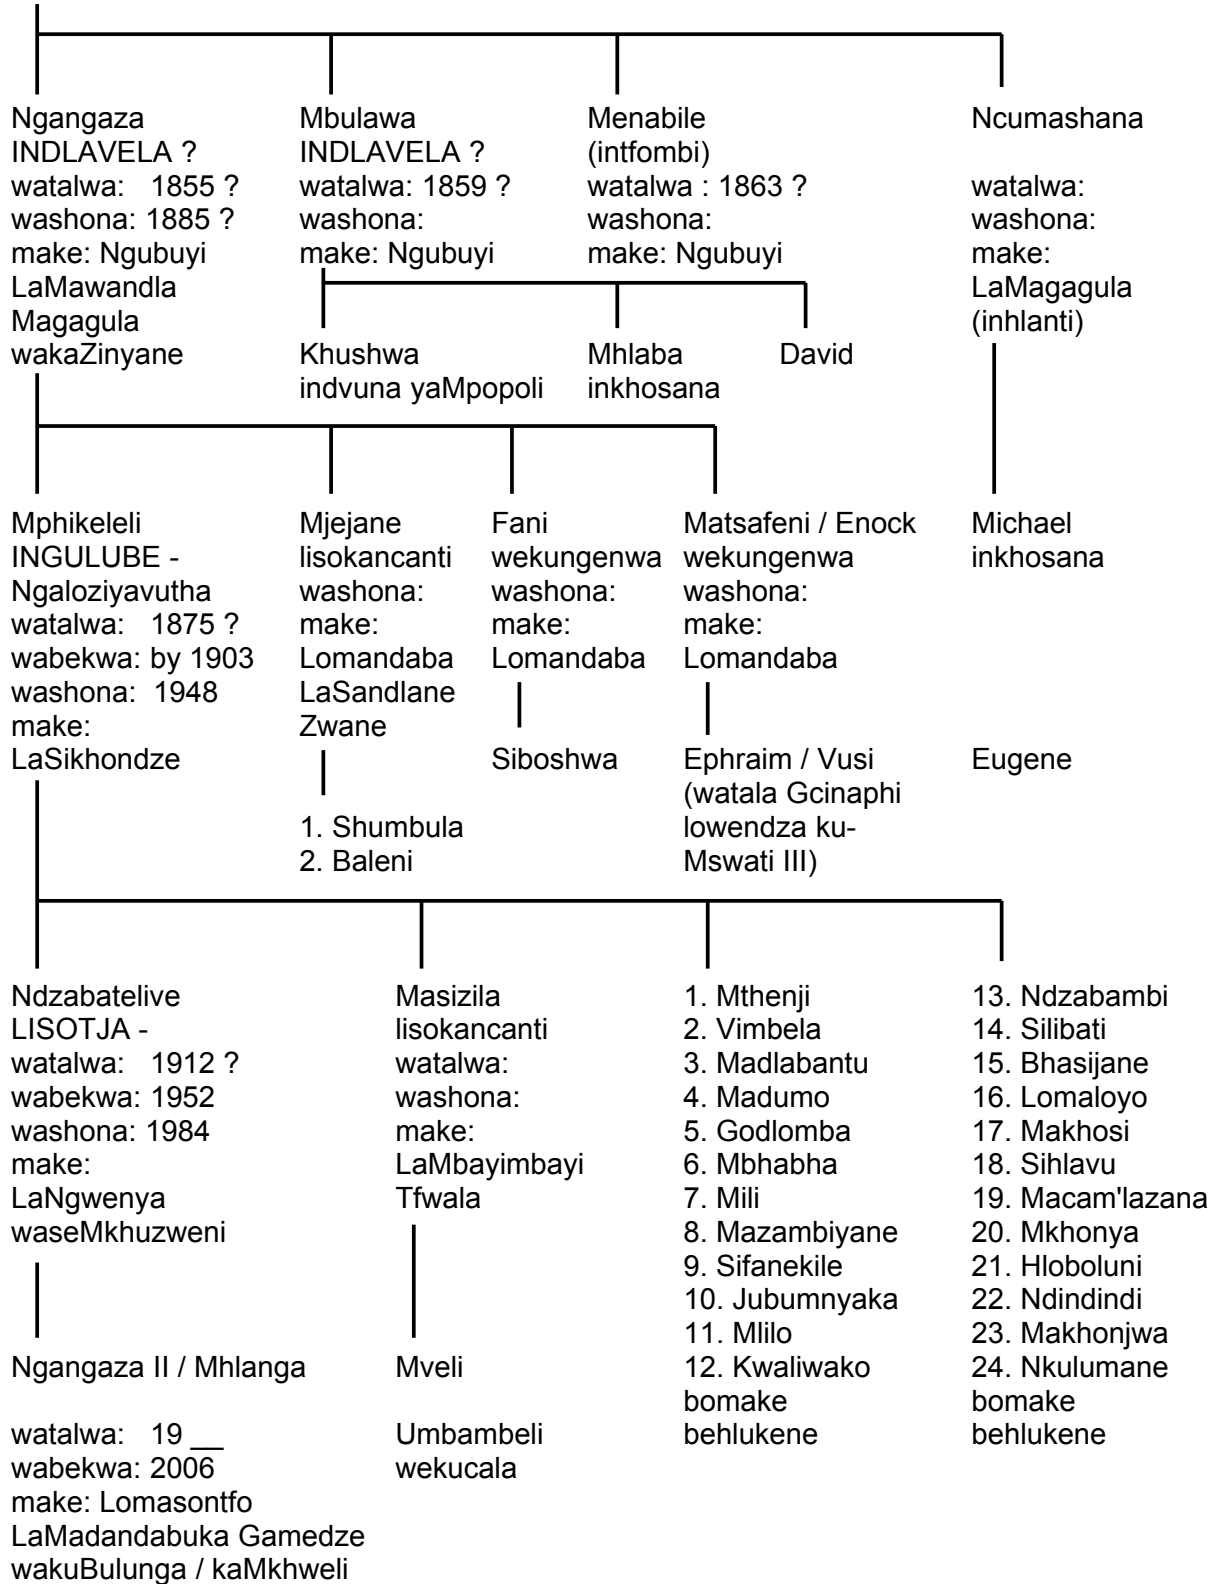 Ngangaza
INDLAVELA ?
watalwa: 1855 ?
washona: 1885 ?
make: Ngubuyi
LaMawandla
Magagula
wakaZinyane
Mbulawa
INDLAVELA ?
watalwa: 1859 ?
washona:
make: Ngubuyi
Menabile
(intfombi)
watalwa : 1863 ?
washona:
make: Ngubuyi
Ncumashana
watalwa:
washona:
make:
LaMagagula
(inhlanti)
Khushwa
indvuna yaMpopoli
Mhlaba
inkhosana
David
Mphikeleli
INGULUBE -
Ngaloziyavutha
watalwa: 1875 ?
wabekwa: by 1903
washona: 1948
make:
LaSikhondze
Mjejane
lisokancanti
washona:
make:
Lomandaba
LaSandlane
Zwane
1. Shumbula
2. Baleni
Fani
wekungenwa
washona:
make:
Lomandaba
Siboshwa
Matsafeni / Enock
wekungenwa
washona:
make:
Lomandaba
Ephraim / Vusi
(watala Gcinaphi
lowendza ku-
Mswati III)
Michael
inkhosana
Eugene
Ndzabatelive
LISOTJA -
watalwa: 1912 ?
wabekwa: 1952
washona: 1984
make:
LaNgwenya
waseMkhuzweni
Masizila
lisokancanti
watalwa:
washona:
make:
LaMbayimbayi
Tfwala
1. Mthenji
2. Vimbela
3. Madlabantu
4. Madumo
5. Godlomba
6. Mbhabha
7. Mili
8. Mazambiyane
9. Sifanekile
10. Jubumnyaka
11. Mlilo
12. Kwaliwako
bomake
behlukene
13. Ndzabambi
14. Silibati
15. Bhasijane
16. Lomaloyo
17. Makhosi
18. Sihlavu
19. Macam'lazana
20. Mkhonya
21. Hloboluni
22. Ndindindi
23. Makhonjwa
24. Nkulumane
bomake
behlukene
Ngangaza II / Mhlanga
watalwa: 19 __
wabekwa: 2006
make: Lomasontfo
LaMadandabuka Gamedze
wakuBulunga / kaMkhweli
Mveli
Umbambeli
wekucala